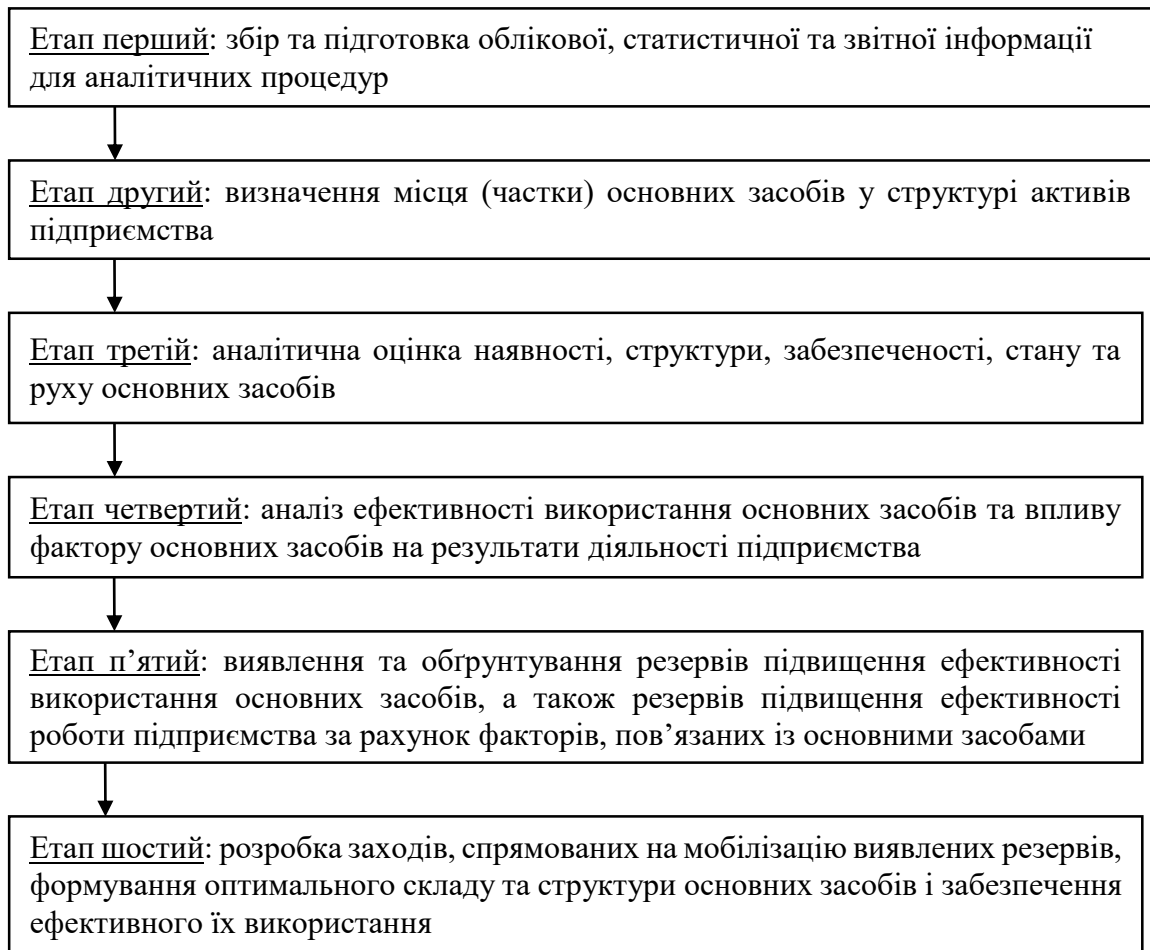 Етап перший: збір та підготовка облікової, статистичної та звітної інформації
для аналітичних процедур
Етап другий: визначення місця (частки) основних засобів у структурі активів
підприємства
Етап третій: аналітична оцінка наявності, структури, забезпеченості, стану та
руху основних засобів
Етап четвертий: аналіз ефективності використання основних засобів та впливу
фактору основних засобів на результати діяльності підприємства
Етап п’ятий: виявлення та обґрунтування резервів підвищення ефективності
використання основних засобів, а також резервів підвищення ефективності
роботи підприємства за рахунок факторів, пов’язаних із основними засобами
Етап шостий: розробка заходів, спрямованих на мобілізацію виявлених резервів,
формування оптимального складу та структури основних засобів і забезпечення
ефективного їх використання